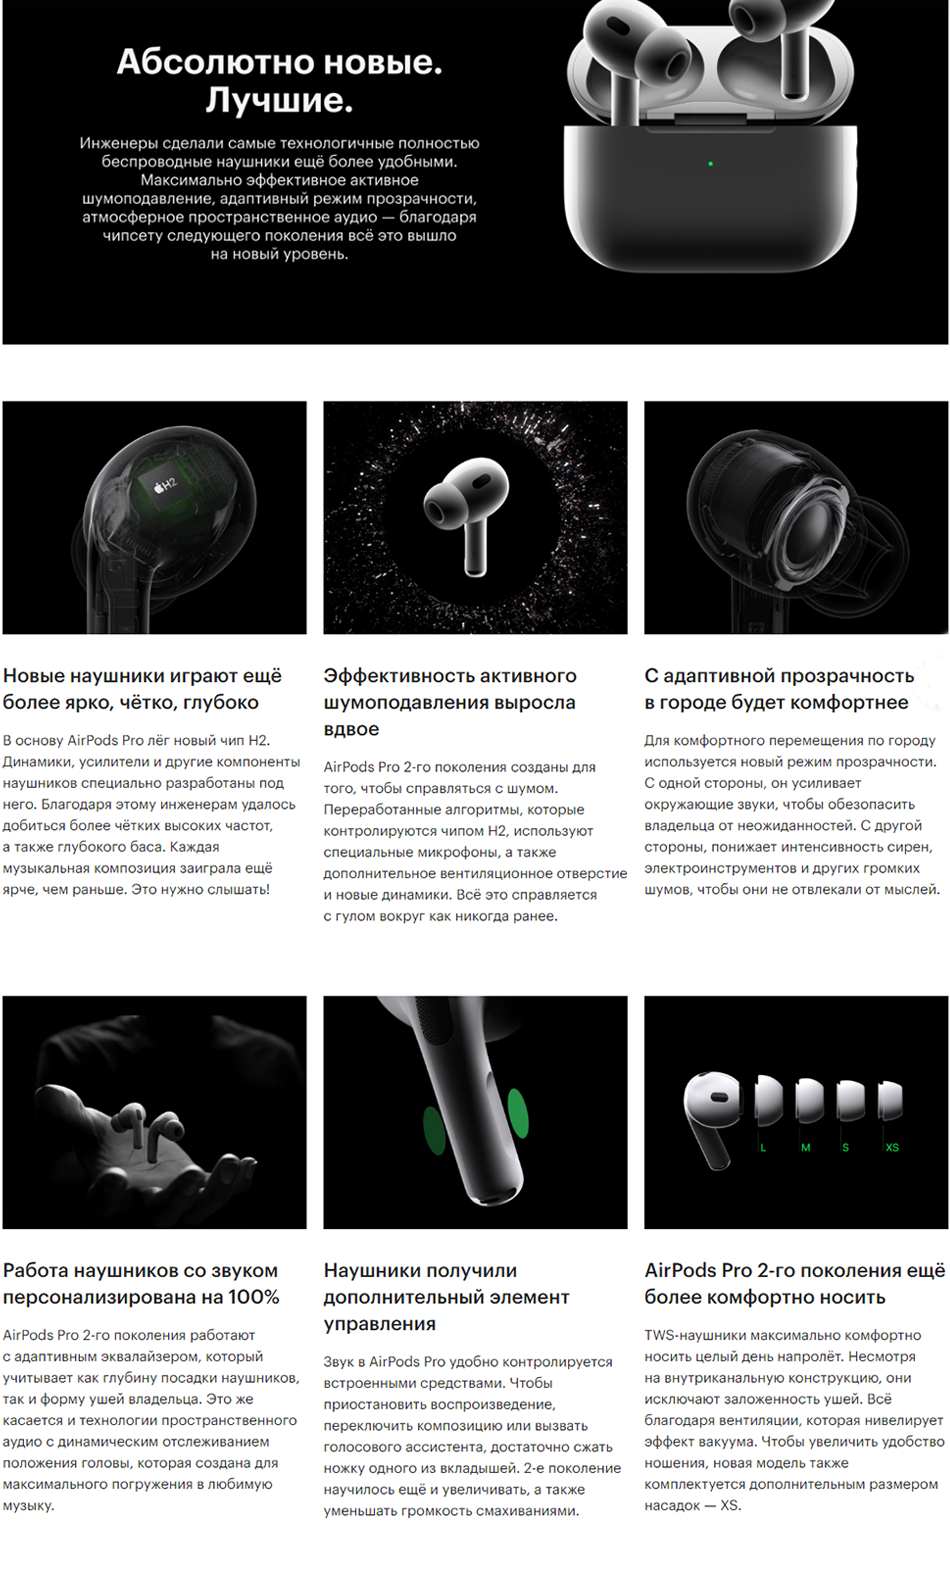 Абсолютно новые.
Лучшие.
Инженеры сделали самые технологичные полностью
беспроводные наушники ещё более удобными.
Максимально эффективное активное
шумоподавление, адаптивный режим прозрачности,
атмосферное пространственное аудио — благодаря
чипсету следующего поколения всё это вышло
на новый уровень.
H2
Новые наушники играют ещё
более ярко, чётко, глубоко
В основу AirPods Pro лёг новый чип H2.
Динамики, усилители и другие компоненты
наушников специально разработаны под
него. Благодаря этому инженерам удалось
добиться более чётких высоких частот,
а также глубокого баса. Каждая
музыкальная композиция заиграла ещё
ярче, чем раньше. Это нужно слышать!
Эффективность активного
шумоподавления выросла
вдвое
AirPods Pro 2-го поколения созданы для
того, чтобы справляться с шумом.
Переработанные алгоритмы, которые
контролируются чипом H2, используют
специальные микрофоны, а также
дополнительное вентиляционное отверстие
и новые динамики. Всё это справляется
с гулом вокруг как никогда ранее.
С адаптивной прозрачность
в городе будет комфортнее
Для комфортного перемещения по городу
используется новый режим прозрачности.
С одной стороны, он усиливает
окружающие звуки, чтобы обезопасить
владельца от неожиданностей. С другой
стороны, понижает интенсивность сирен,
электроинструментов и других громких
шумов, чтобы они не отвлекали от мыслей.
L M S XS
Работа наушников со звуком
персонализирована на 100%
AirPods Pro 2-го поколения работают
с адаптивным эквалайзером, который
учитывает как глубину посадки наушников,
так и форму ушей владельца. Это же
касается и технологии пространственного
аудио с динамическим отслеживанием
положения головы, которая создана для
максимального погружения в любимую
музыку.
Наушники получили
дополнительный элемент
управления
Звук в AirPods Pro удобно контролируется
встроенными средствами. Чтобы
приостановить воспроизведение,
переключить композицию или вызвать
голосового ассистента, достаточно сжать
ножку одного из вкладышей. 2-е поколение
научилось ещё и увеличивать, а также
уменьшать громкость смахиваниями.
AirPods Pro 2-го поколения ещё
более комфортно носить
TWS-наушники максимально комфортно
носить целый день напролёт. Несмотря
на внутриканальную конструкцию, они
исключают заложенность ушей. Всё
благодаря вентиляции, которая нивелирует
эффект вакуума. Чтобы увеличить удобство
ношения, новая модель также
комплектуется дополнительным размером
насадок — XS.